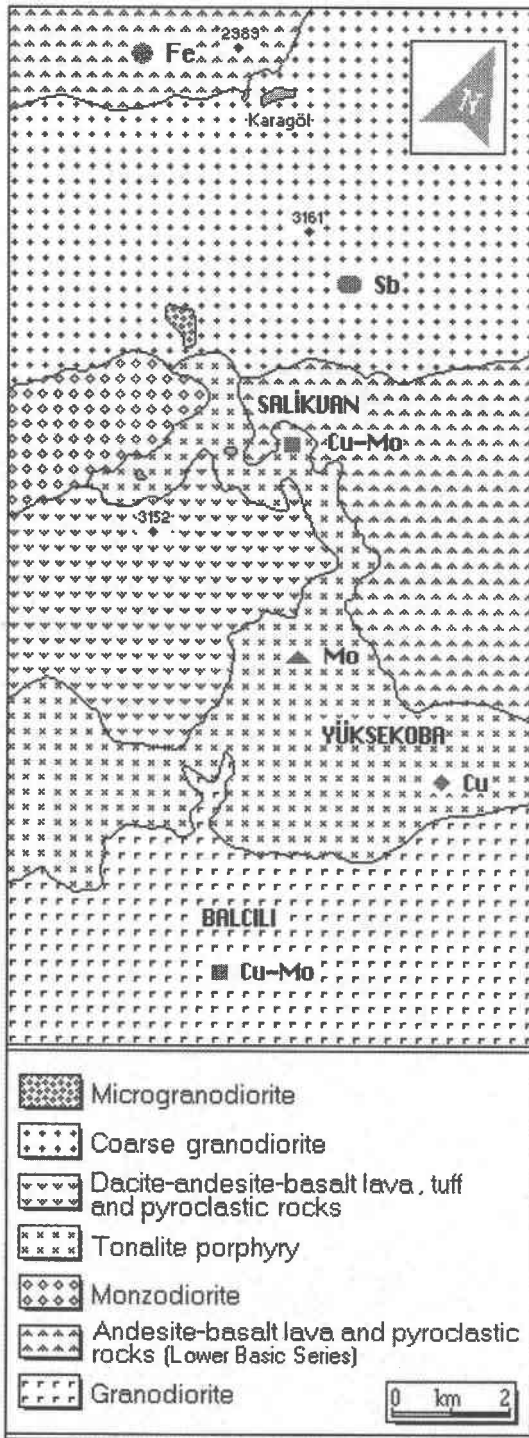 2989
Fe
N
Karagöl
3161
Sb
SALİKVAN
Cu-Mo
3152
Mo
YÜKSEKOBA
Cu
BALCILI
Cu-Mo
Microgranodiorite
Coarse granodiorite
Dacite-andesite-basalt lava, tuff
and pyroclastic rocks
Tonalite porphyry
Monzodiorite
Andesite-basalt lava and pyroclastic
rocks (Lower Basic Series)
Granodiorite
0 km 2